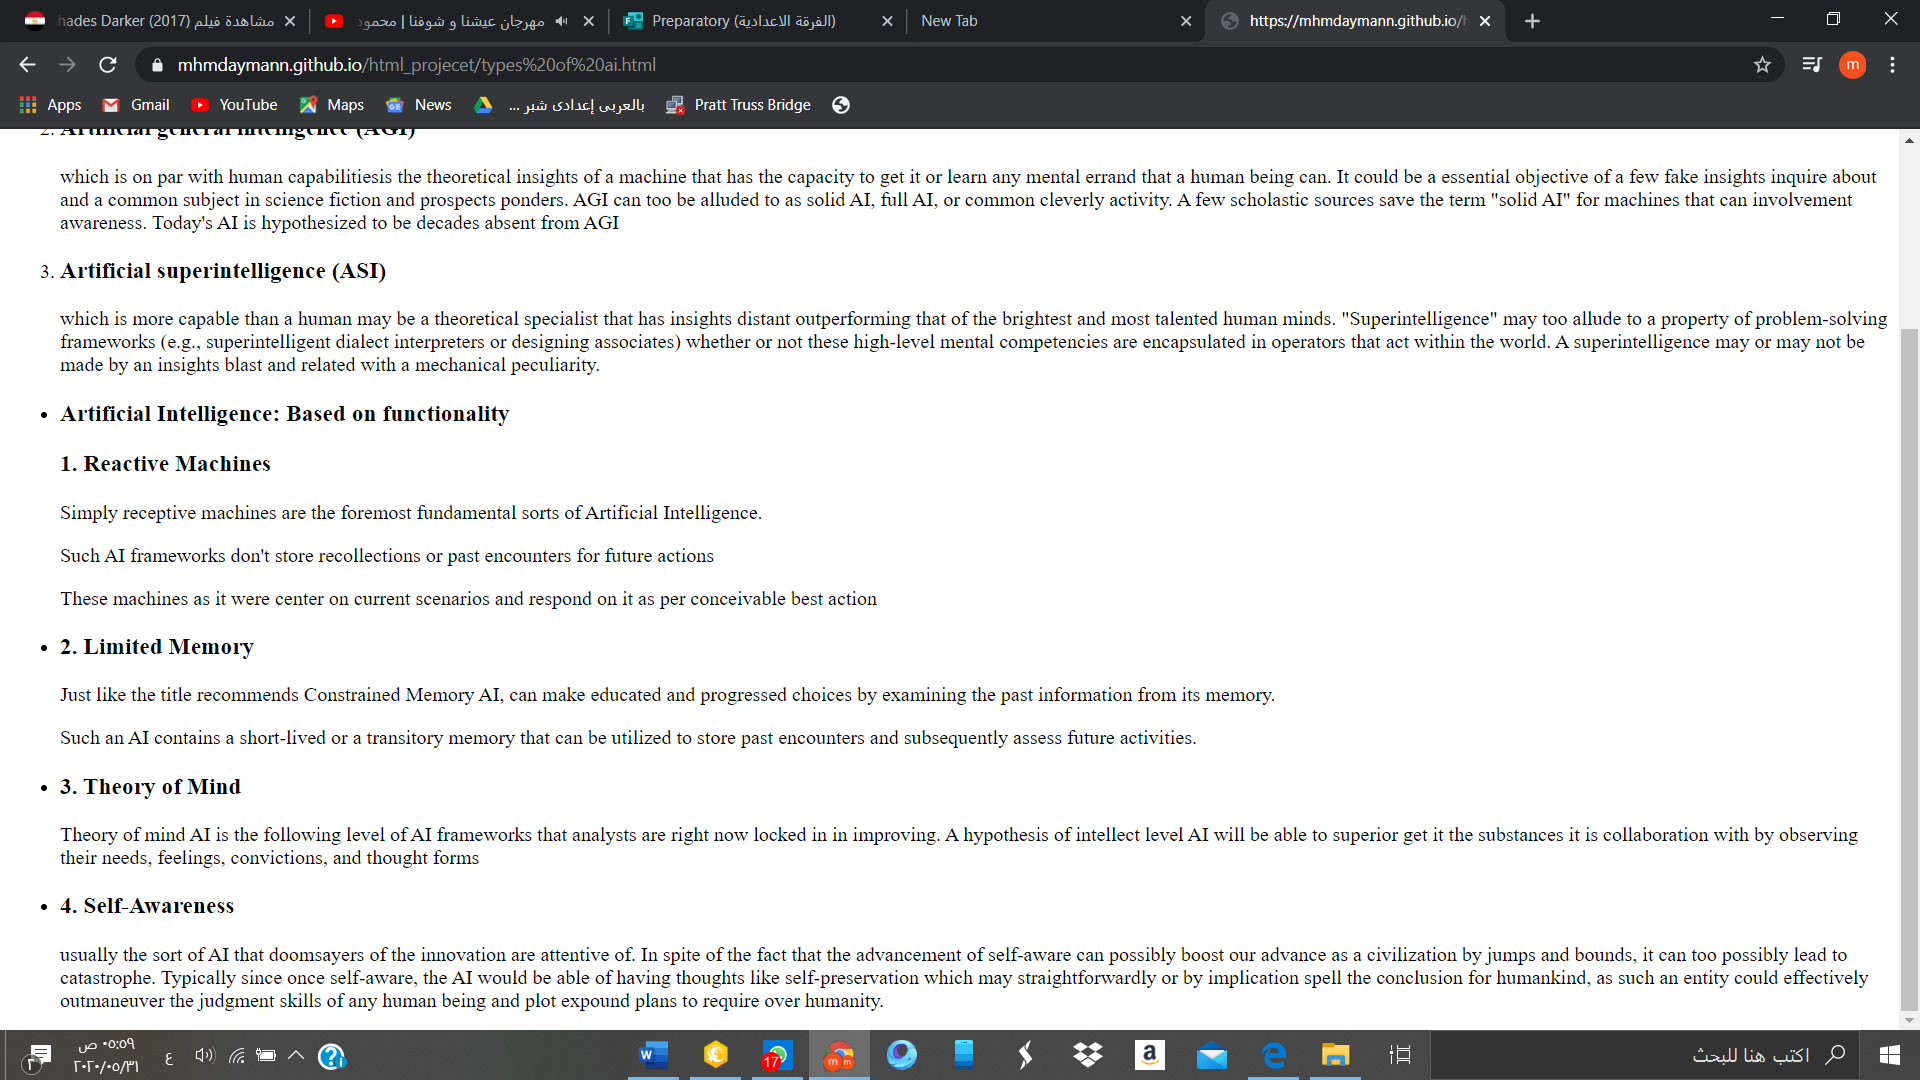 hades Darker (2017) مشاهدة فيلم
مهرجان عيشنا و شوفنا | محمود
Preparatory (الفرقة الاعدادية)
New Tab
https://mhmdaymann.github.io/h
mhmdaymann.github.io/html_projecet/types%20of%20ai.html
m
Apps
Gmail
YouTube
Maps
News
بالعربى إعدادى شبر ...
Pratt Truss Bridge
2. Artificial general intelligence (AGI)
which is on par with human capabilitiesis the theoretical insights of a machine that has the capacity to get it or learn any mental errand that a human being can. It could be a essential objective of a few fake insights inquire about
and a common subject in science fiction and prospects ponders. AGI can too be alluded to as solid AI, full AI, or common cleverly activity. A few scholastic sources save the term "solid AI" for machines that can involvement
awareness. Today's AI is hypothesized to be decades absent from AGI
3. Artificial superintelligence (ASI)
which is more capable than a human may be a theoretical specialist that has insights distant outperforming that of the brightest and most talented human minds. "Superintelligence" may too allude to a property of problem-solving
frameworks (e.g., superintelligent dialect interpreters or designing associates) whether or not these high-level mental competencies are encapsulated in operators that act within the world. A superintelligence may or may not be
made by an insights blast and related with a mechanical peculiarity.
• Artificial Intelligence: Based on functionality
1. Reactive Machines
Simply receptive machines are the foremost fundamental sorts of Artificial Intelligence.
Such AI frameworks don't store recollections or past encounters for future actions
These machines as it were center on current scenarios and respond on it as per conceivable best action
• 2. Limited Memory
Just like the title recommends Constrained Memory AI, can make educated and progressed choices by examining the past information from its memory.
Such an AI contains a short-lived or a transitory memory that can be utilized to store past encounters and subsequently assess future activities.
• 3. Theory of Mind
Theory of mind AI is the following level of AI frameworks that analysts are right now locked in in improving. A hypothesis of intellect level AI will be able to superior get it the substances it is collaboration with by observing
their needs, feelings, convictions, and thought forms
• 4. Self-Awareness
usually the sort of AI that doomsayers of the innovation are attentive of. In spite of the fact that the advancement of self-aware can possibly boost our advance as a civilization by jumps and bounds, it can too possibly lead to
catastrophe. Typically since once self-aware, the AI would be able of having thoughts like self-preservation which may straightforwardly or by implication spell the conclusion for humankind, as such an entity could effectively
outmaneuver the judgment skills of any human being and plot expound plans to require over humanity.
٣
٠٥:٥٩ ص
٢٠٢٠/٠٥/٣١
ع
W
17
m m
a
اكتب هنا للبحث